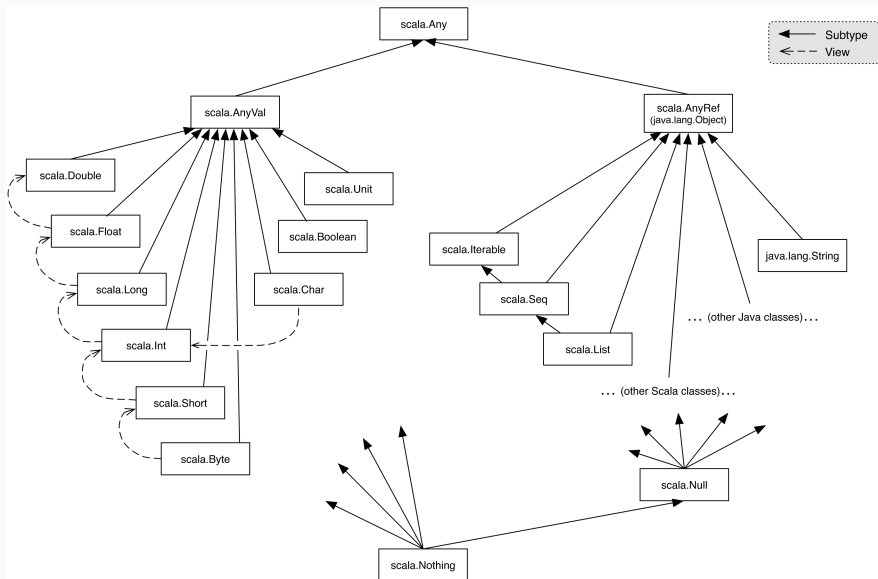 scala.Any
Subtype
View
scala.AnyVal
scala.AnyRef
(java.lang.Object)
scala.Double
scala.Unit
scala.Float
scala.Boolean
scala.Iterable
java.lang.String
scala.Long
scala.Char
scala.Seq
... (other Java classes)...
scala.Int
scala.List
... (other Scala classes)...
scala.Short
scala.Byte
scala.Null
scala.Nothing